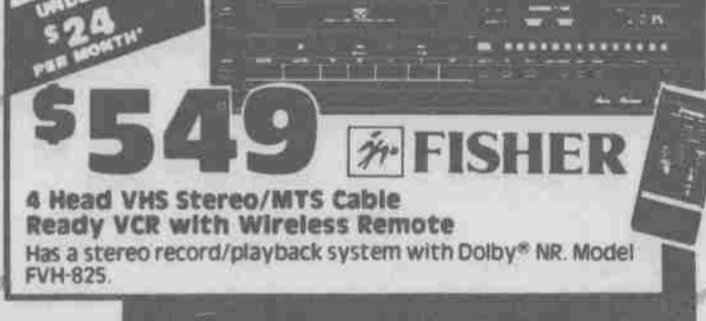 UNDER
$24
PER MONTH*
$549
FISHER
4 Head VHS Stereo/MTS Cable
Ready VCR with Wireless Remote
Has a stereo record/playback system with Dolby® NR. Model
FVH-825.